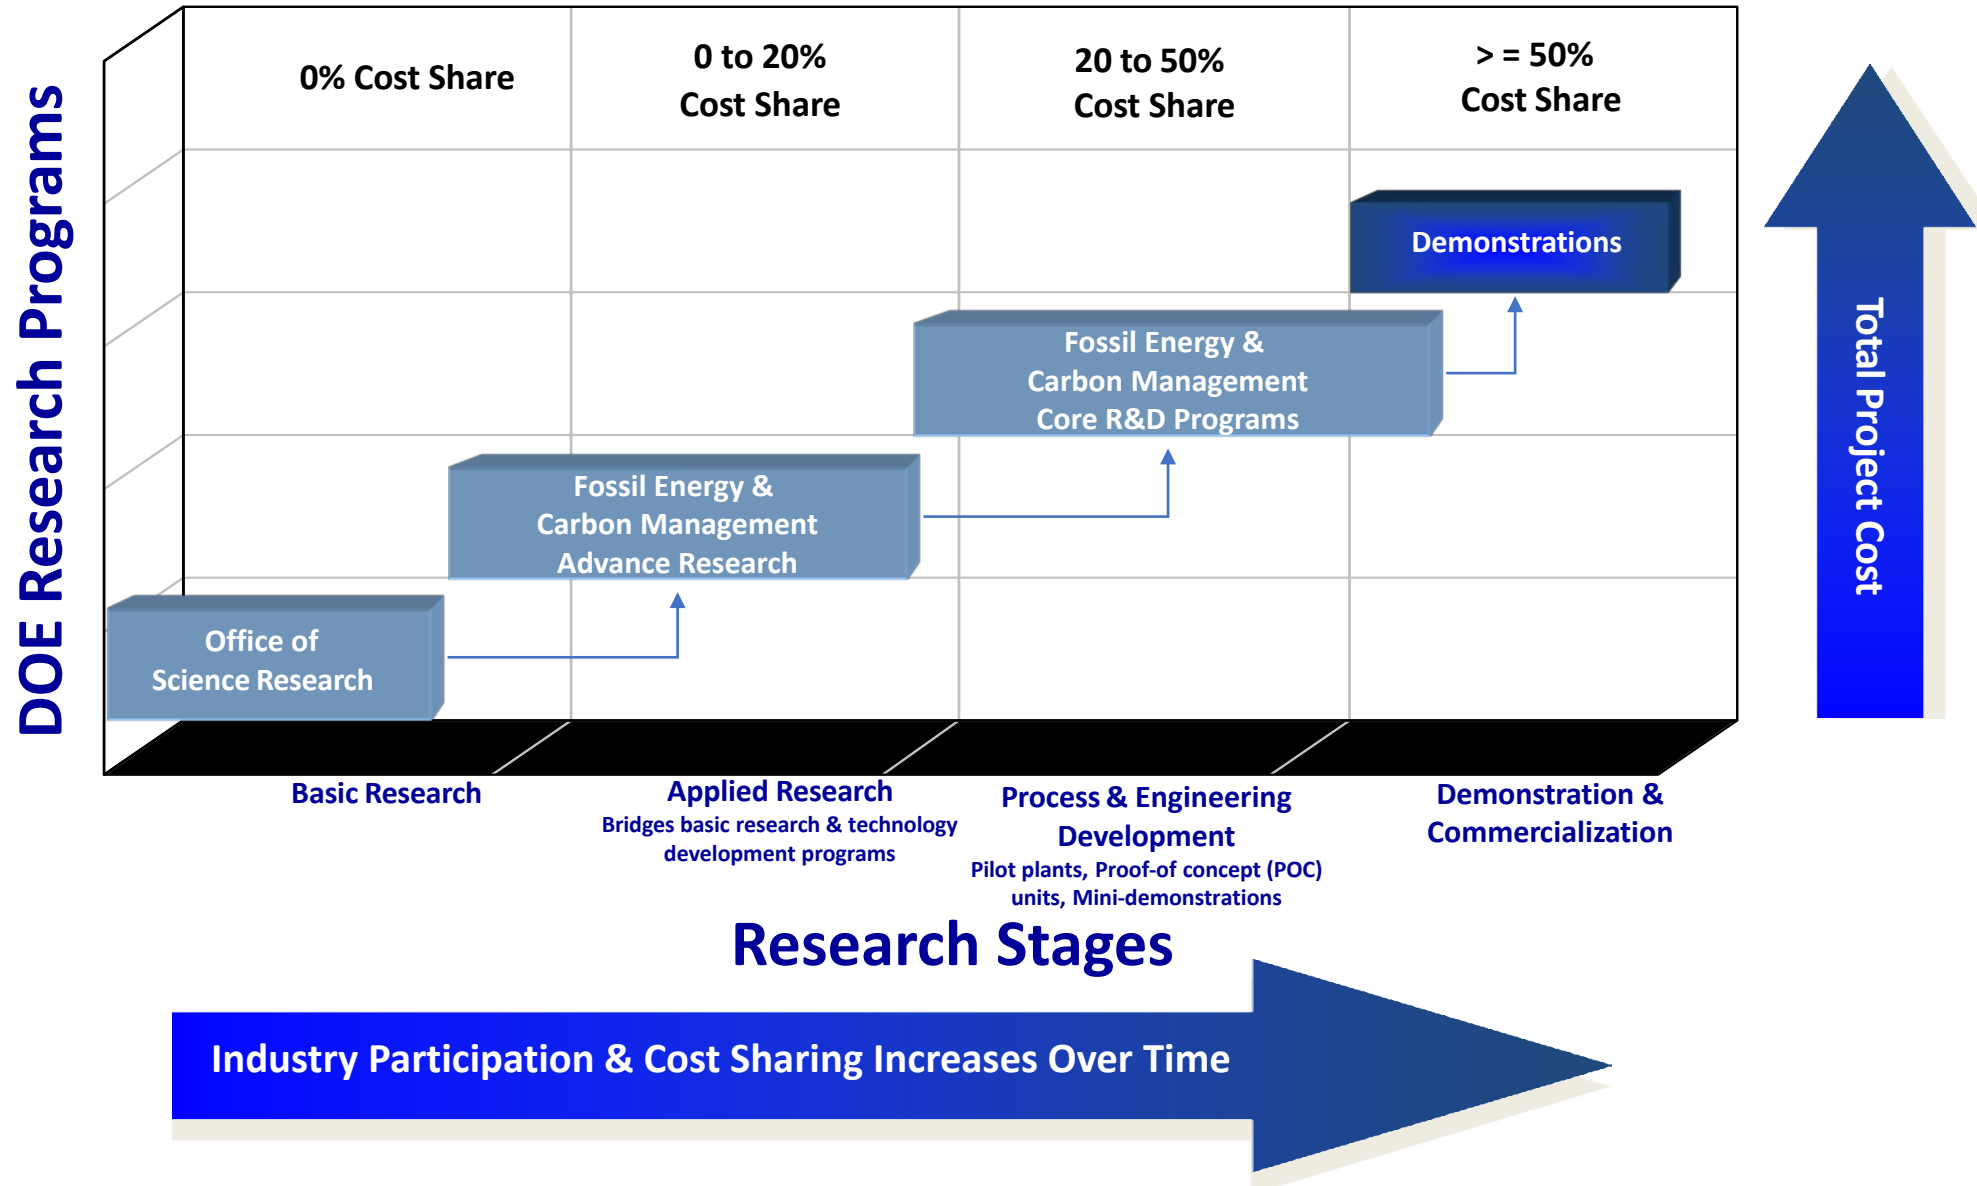 DOE Research Programs
0% Cost Share
0 to 20%
Cost Share
20 to 50%
Cost Share
> = 50%
Cost Share
Demonstrations
Fossil Energy &
Carbon Management
Core R&D Programs
Fossil Energy &
Carbon Management
Advance Research
Office of
Science Research
Total Project Cost
Basic Research
Applied Research
Bridges basic research & technology
development programs
Process & Engineering
Development
Pilot plants, Proof-of concept (POC)
units, Mini-demonstrations
Demonstration &
Commercialization
Research Stages
Industry Participation & Cost Sharing Increases Over Time